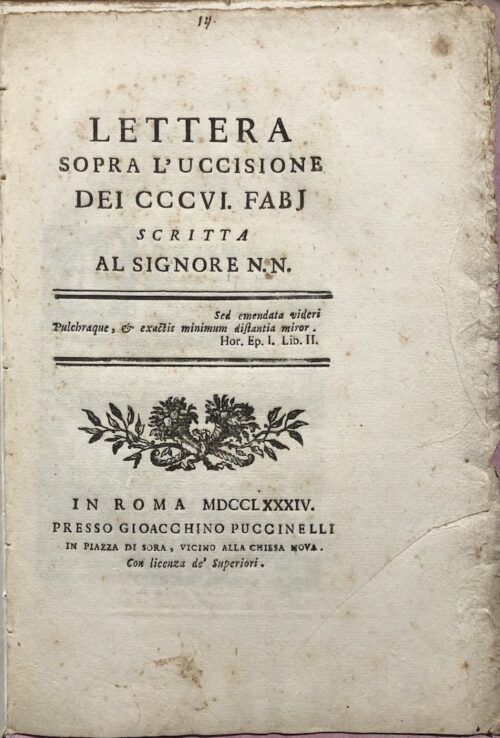 14.
LETTERA
SOPRA L'UCCISIONE
DEI CCCVI. FABJ
SCRITTA
AL SIGNORE N.N.
Sed emendata videri
Pulchraque, & exactis minimum distantia miror.
Hor. Ep. I. Lib. II.
IN ROMA MDCCLXXXIV.
PRESSO GIOACCHINO PUCCINELLI
IN PIAZZA DI SORA, VICINO ALLA CHIESA NOVA.
Con licenza de' Superiori.